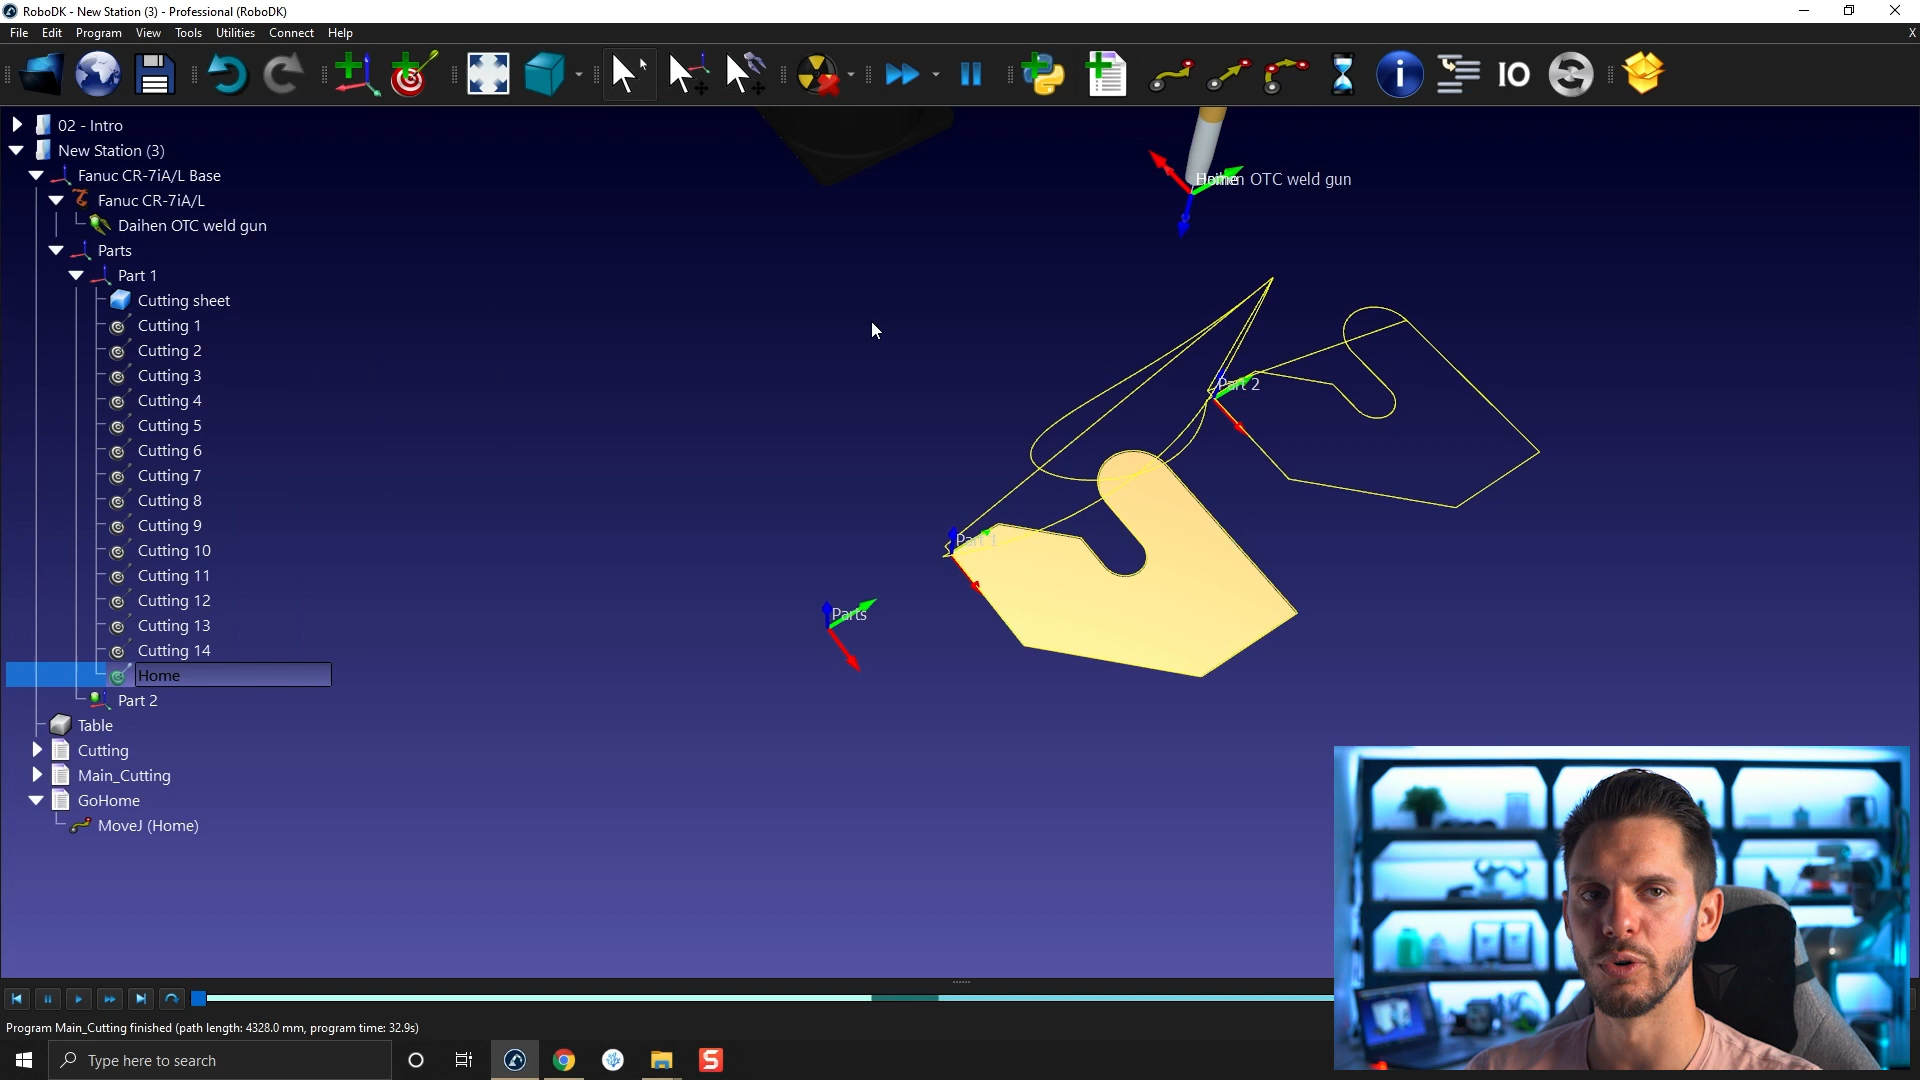 RoboDK - New Station (3) - Professional (RoboDK)
File Edit Program View Tools Utilities Connect Help
X
IO
02 - Intro
New Station (3)
Fanuc CR-7iA/L Base
Fanuc CR-7iA/L
Daihen OTC weld gun
Parts
Part 1
Cutting sheet
Cutting 1
Cutting 2
Cutting 3
Cutting 4
Cutting 5
Cutting 6
Cutting 7
Cutting 8
Cutting 9
Cutting 10
Cutting 11
Cutting 12
Cutting 13
Cutting 14
Home
Part 2
Table
Cutting
Main_Cutting
GoHome
MoveJ (Home)
Home
OTC weld gun
Part 2
Part 1
Parts
Program Main_Cutting finished (path length: 4328.0 mm, program time: 32.9s)
Type here to search
S